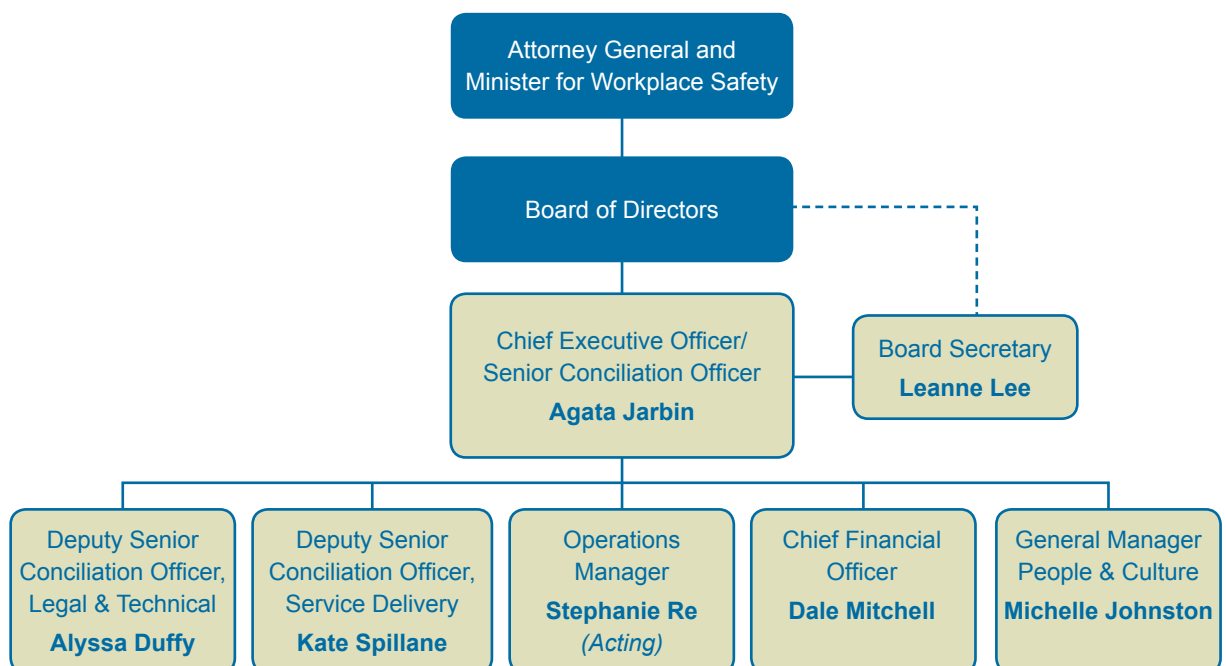 Attorney General and
Minister for Workplace Safety
Board of Directors
Chief Executive Officer/
Senior Conciliation Officer
Agata Jarbin
Board Secretary
Leanne Lee
Deputy Senior
Conciliation Officer,
Legal & Technical
Alyssa Duffy
Deputy Senior
Conciliation Officer,
Service Delivery
Kate Spillane
Operations
Manager
Stephanie Re
(Acting)
Chief Financial
Officer
Dale Mitchell
General Manager
People & Culture
Michelle Johnston